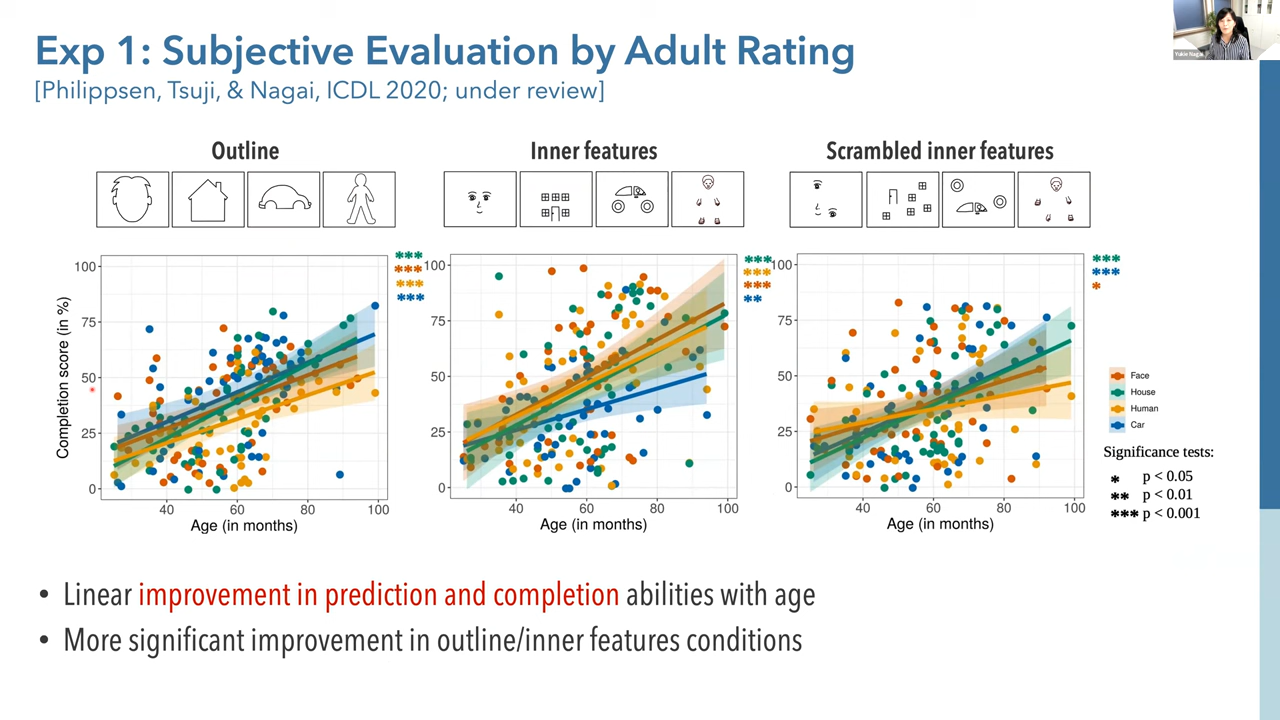 Exp 1: Subjective Evaluation by Adult Rating
[Philippsen, Tsuji, & Nagai, ICDL 2020; under review]
Yukie Nagai
Outline
Inner features
Scrambled inner features
Completion score (in %)
100
75
50
25
0
40
60
80
100
Age (in months)
***
***
***
***
100
75
50
25
0
40
60
80
100
Age (in months)
***
***
***
**
100
75
50
25
0
40
60
80
100
Age (in months)
***
***
*
Face
House
Human
Car
Significance tests:
* p < 0.05
** p < 0.01
*** p < 0.001
• Linear improvement in prediction and completion abilities with age
• More significant improvement in outline/inner features conditions